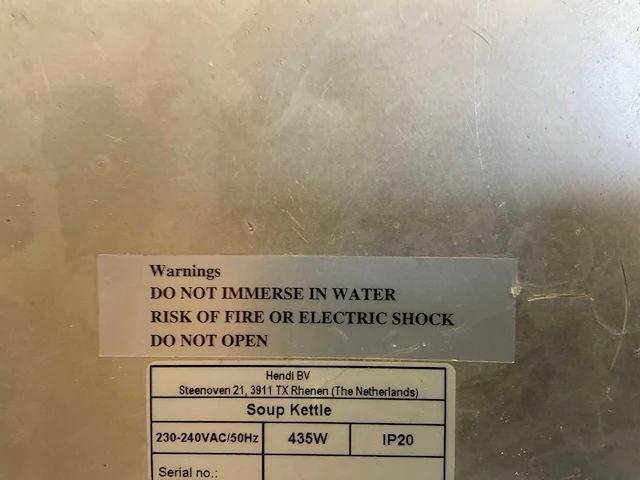 Warnings
DO NOT IMMERSE IN WATER
RISK OF FIRE OR ELECTRIC SHOCK
DO NOT OPEN
Hendi BV
Steenoven 21, 3911 TX Rhenen (The Netherlands)
Soup Kettle
230-240VAC/50Hz 435W IP20
Serial no.: